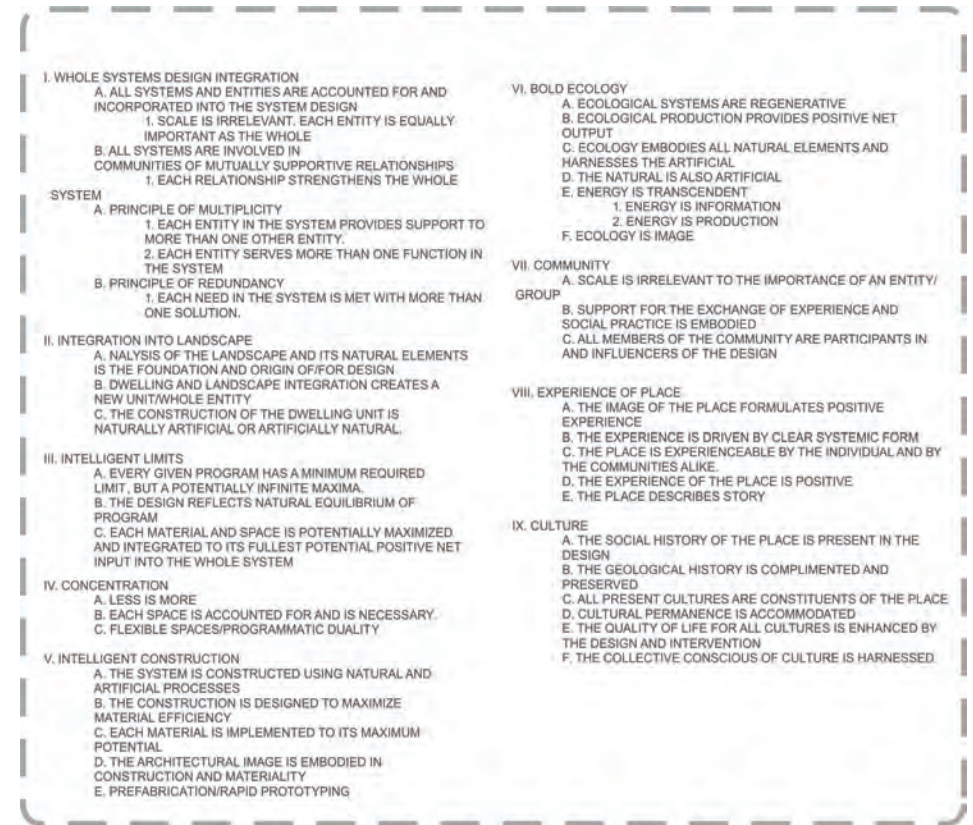 I. WHOLE SYSTEMS DESIGN INTEGRATION
A. ALL SYSTEMS AND ENTITIES ARE ACCOUNTED FOR AND
INCORPORATED INTO THE SYSTEM DESIGN
1. SCALE IS IRRELEVANT. EACH ENTITY IS EQUALLY
IMPORTANT AS THE WHOLE
B. ALL SYSTEMS ARE INVOLVED IN
COMMUNITIES OF MUTUALLY SUPPORTIVE RELATIONSHIPS
1. EACH RELATIONSHIP STRENGTHENS THE WHOLE
SYSTEM
A. PRINCIPLE OF MULTIPLICITY
1. EACH ENTITY IN THE SYSTEM PROVIDES SUPPORT TO
MORE THAN ONE OTHER ENTITY.
2. EACH ENTITY SERVES MORE THAN ONE FUNCTION IN
THE SYSTEM
B. PRINCIPLE OF REDUNDANCY
1. EACH NEED IN THE SYSTEM IS MET WITH MORE THAN
ONE SOLUTION.
II. INTEGRATION INTO LANDSCAPE
A. NALYSIS OF THE LANDSCAPE AND ITS NATURAL ELEMENTS
IS THE FOUNDATION AND ORIGIN OF/FOR DESIGN
B. DWELLING AND LANDSCAPE INTEGRATION CREATES A
NEW UNIT/WHOLE ENTITY
C. THE CONSTRUCTION OF THE DWELLING UNIT IS
NATURALLY ARTIFICIAL OR ARTIFICIALLY NATURAL.
III. INTELLIGENT LIMITS
A. EVERY GIVEN PROGRAM HAS A MINIMUM REQUIRED
LIMIT, BUT A POTENTIALLY INFINITE MAXIMA.
B. THE DESIGN REFLECTS NATURAL EQUILIBRIUM OF
PROGRAM
C. EACH MATERIAL AND SPACE IS POTENTIALLY MAXIMIZED
AND INTEGRATED TO ITS FULLEST POTENTIAL POSITIVE NET
INPUT INTO THE WHOLE SYSTEM
IV. CONCENTRATION
A. LESS IS MORE
B. EACH SPACE IS ACCOUNTED FOR AND IS NECESSARY.
C. FLEXIBLE SPACES/PROGRAMMATIC DUALITY
V. INTELLIGENT CONSTRUCTION
A. THE SYSTEM IS CONSTRUCTED USING NATURAL AND
ARTIFICIAL PROCESSES
B. THE CONSTRUCTION IS DESIGNED TO MAXIMIZE
MATERIAL EFFICIENCY
C. EACH MATERIAL IS IMPLEMENTED TO ITS MAXIMUM
POTENTIAL
D. THE ARCHITECTURAL IMAGE IS EMBODIED IN
CONSTRUCTION AND MATERIALITY
E. PREFABRICATION/RAPID PROTOTYPING
VI. BOLD ECOLOGY
A. ECOLOGICAL SYSTEMS ARE REGENERATIVE
B. ECOLOGICAL PRODUCTION PROVIDES POSITIVE NET
OUTPUT
C. ECOLOGY EMBODIES ALL NATURAL ELEMENTS AND
HARNESSES THE ARTIFICIAL
D. THE NATURAL IS ALSO ARTIFICIAL
E. ENERGY IS TRANSCENDENT
1. ENERGY IS INFORMATION
2. ENERGY IS PRODUCTION
F. ECOLOGY IS IMAGE
VII. COMMUNITY
A. SCALE IS IRRELEVANT TO THE IMPORTANCE OF AN ENTITY/
GROUP
B. SUPPORT FOR THE EXCHANGE OF EXPERIENCE AND
SOCIAL PRACTICE IS EMBODIED
C. ALL MEMBERS OF THE COMMUNITY ARE PARTICIPANTS IN
AND INFLUENCERS OF THE DESIGN
VIII. EXPERIENCE OF PLACE
A. THE IMAGE OF THE PLACE FORMULATES POSITIVE
EXPERIENCE
B. THE EXPERIENCE IS DRIVEN BY CLEAR SYSTEMIC FORM
C. THE PLACE IS EXPERIENCEABLE BY THE INDIVIDUAL AND BY
THE COMMUNITIES ALIKE.
D. THE EXPERIENCE OF THE PLACE IS POSITIVE
E. THE PLACE DESCRIBES STORY
IX. CULTURE
A. THE SOCIAL HISTORY OF THE PLACE IS PRESENT IN THE
DESIGN
B. THE GEOLOGICAL HISTORY IS COMPLIMENTED AND
PRESERVED
C. ALL PRESENT CULTURES ARE CONSTITUENTS OF THE PLACE
D. CULTURAL PERMANENCE IS ACCOMMODATED
E. THE QUALITY OF LIFE FOR ALL CULTURES IS ENHANCED BY
THE DESIGN AND INTERVENTION
F. THE COLLECTIVE CONSCIOUS OF CULTURE IS HARNESSED